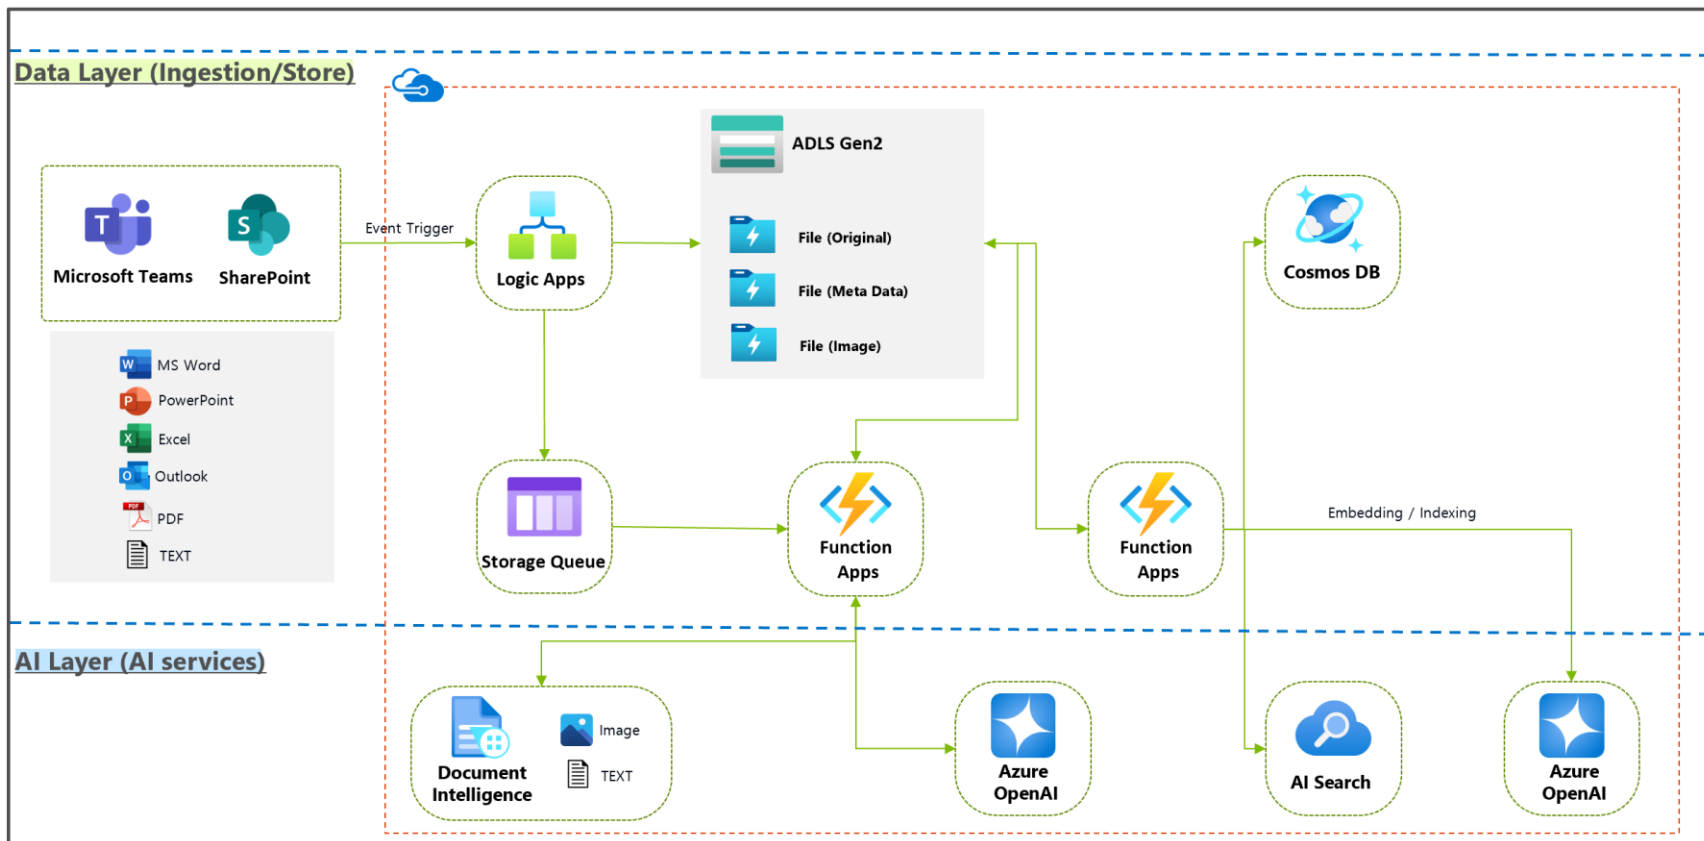 Data Layer (Ingestion/Store)
ADLS Gen2
T
S
Microsoft Teams
SharePoint
Event Trigger
Logic Apps
File (Original)
File (Meta Data)
File (Image)
Cosmos DB
W
MS Word
P
PowerPoint
X
Excel
O
Outlook
PDF
PDF
TEXT
Storage Queue
Function
Apps
Function
Apps
Embedding / Indexing
AI Layer (AI services)
Document
Intelligence
Image
TEXT
Azure
OpenAI
AI Search
Azure
OpenAI